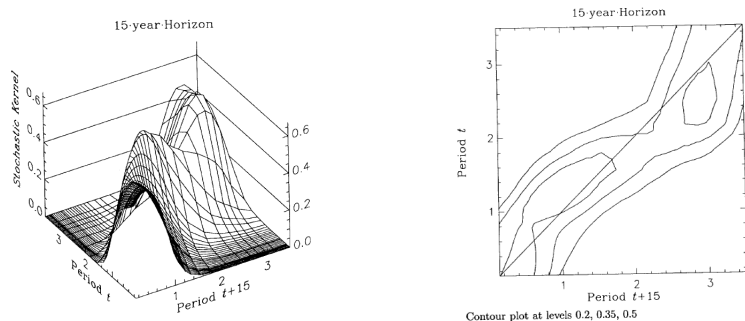 15-year-Horizon
Stochastic Kernel
0.6
0.4
0.2
0.0
0.6
0.4
0.2
0.0
3
2
1
2
3
Period t
Period t+15
15-year-Horizon
Period t
3
2
1
1
2
3
Period t+15
Contour plot at levels 0.2, 0.35, 0.5